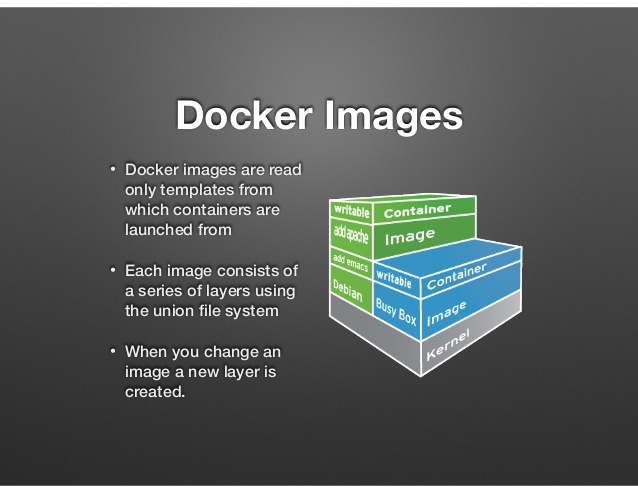 Docker Images
• Docker images are read
only templates from
which containers are
launched from
• Each image consists of
a series of layers using
the union file system
• When you change an
image a new layer is
created.
writable Container
add apache Image
add emacs
Debian
writable Container
Busy Box Image
Kernel